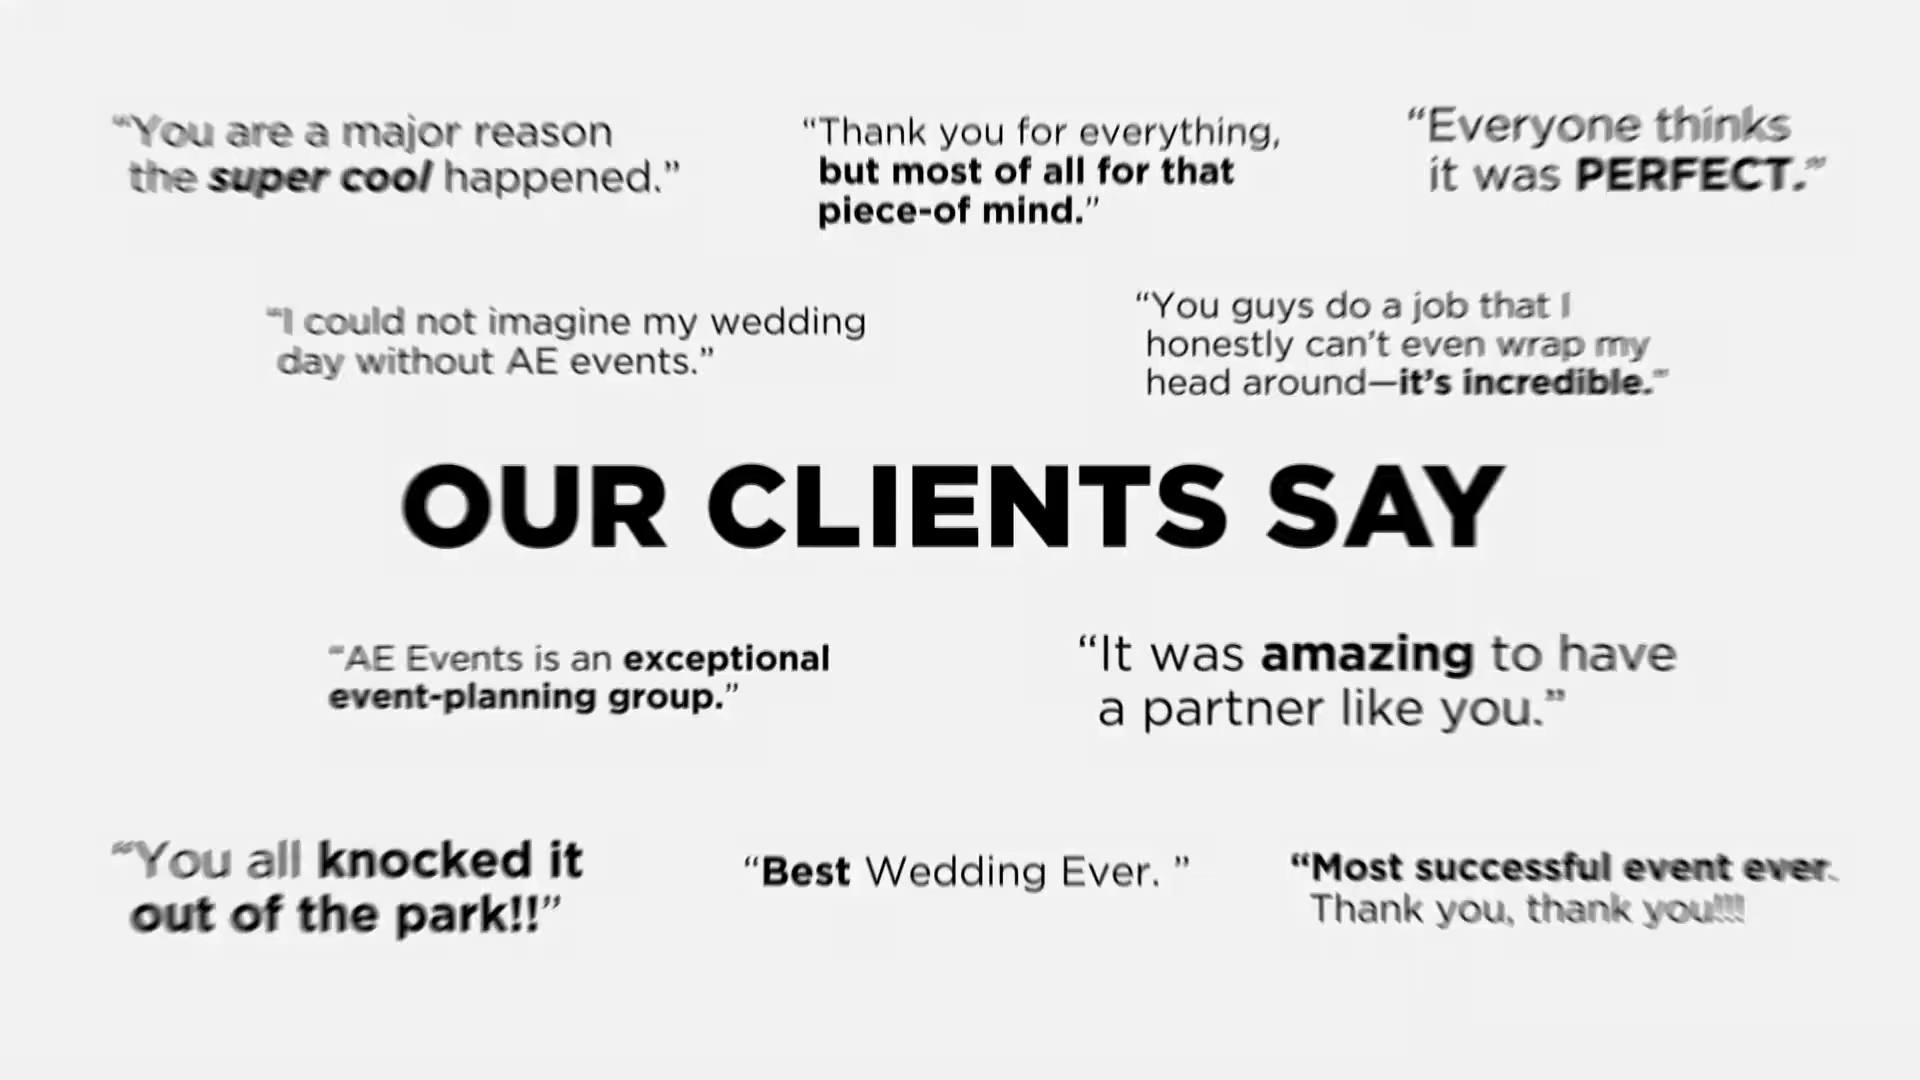 “You are a major reason
the super cool happened.”
“Thank you for everything,
but most of all for that
piece-of mind.”
“Everyone thinks
it was PERFECT.”
“I could not imagine my wedding
day without AE events.”
“You guys do a job that I
honestly can’t even wrap my
head around—it’s incredible.”
OUR CLIENTS SAY
“AE Events is an exceptional
event-planning group.”
“It was amazing to have
a partner like you.”
“You all knocked it
out of the park!!”
“Best Wedding Ever. ”
“Most successful event ever.
Thank you, thank you!!!